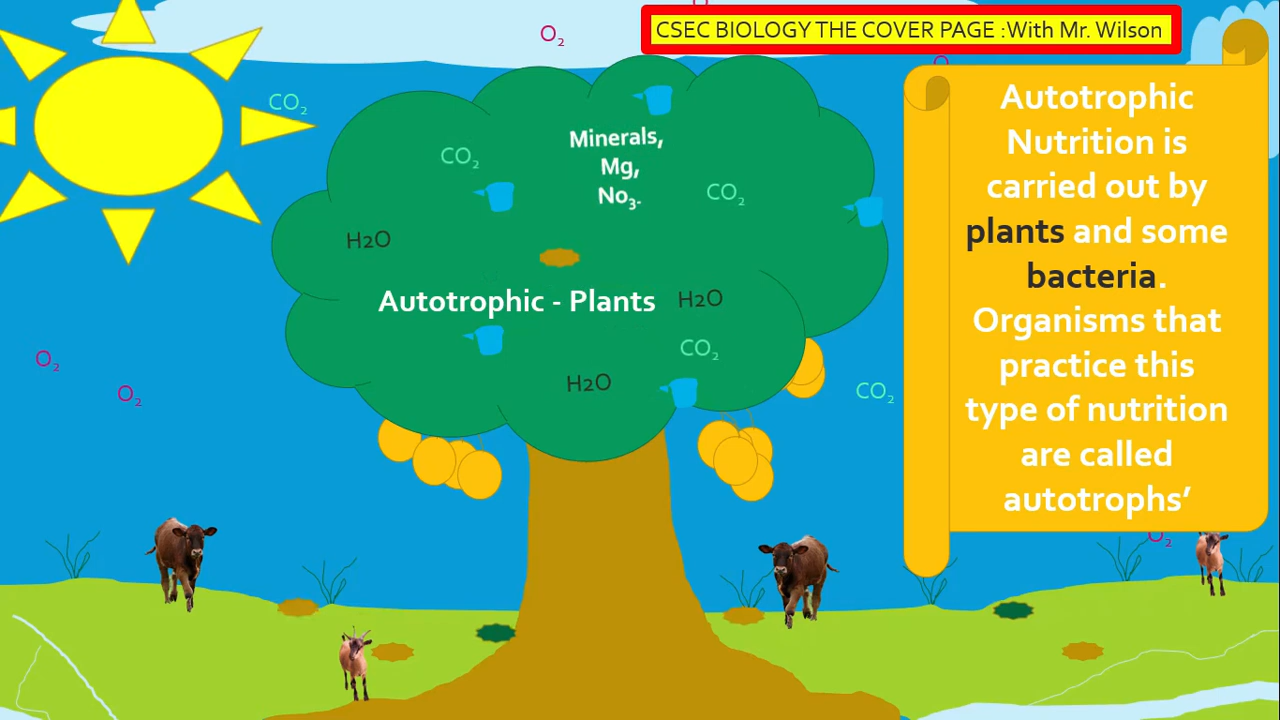 CSEC BIOLOGY THE COVER PAGE :With Mr. Wilson
O₂
O₂
CO₂
Minerals,
Mg,
No₃-
CO₂
CO₂
H2O
Autotrophic - Plants
H2O
CO₂
H2O
CO₂
O₂
O₂
Autotrophic
Nutrition is
carried out by
plants and some
bacteria.
Organisms that
practice this
type of nutrition
are called
autotrophs’
O₂